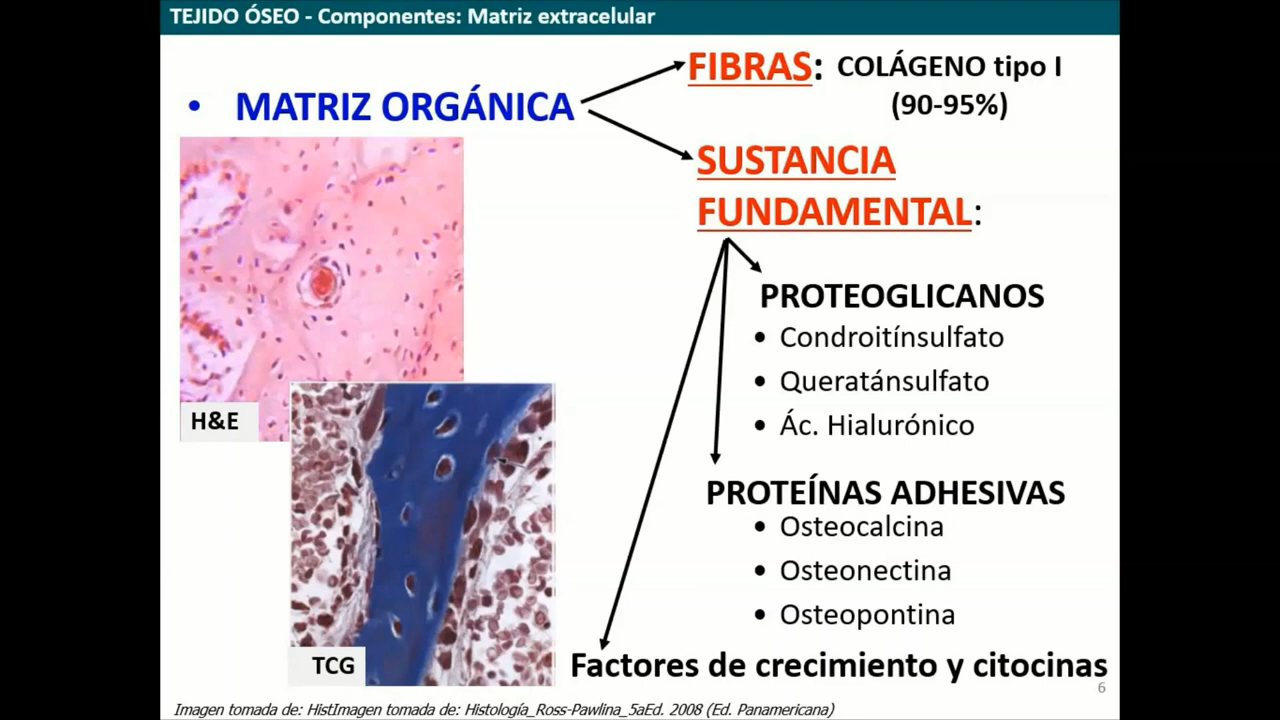 TEJIDO ÓSEO - Componentes: Matriz extracelular
• MATRIZ ORGÁNICA
FIBRAS: COLÁGENO tipo I
(90-95%)
SUSTANCIA
FUNDAMENTAL:
PROTEOGLICANOS
• Condroitínsulfato
• Queratánsulfato
• Ác. Hialurónico
PROTEÍNAS ADHESIVAS
• Osteocalcina
• Osteonectina
• Osteopontina
Factores de crecimiento y citocinas
H&E
TCG
6
Imagen tomada de: HistImagen tomada de: Histología_Ross-Pawlina_5aEd. 2008 (Ed. Panamericana)